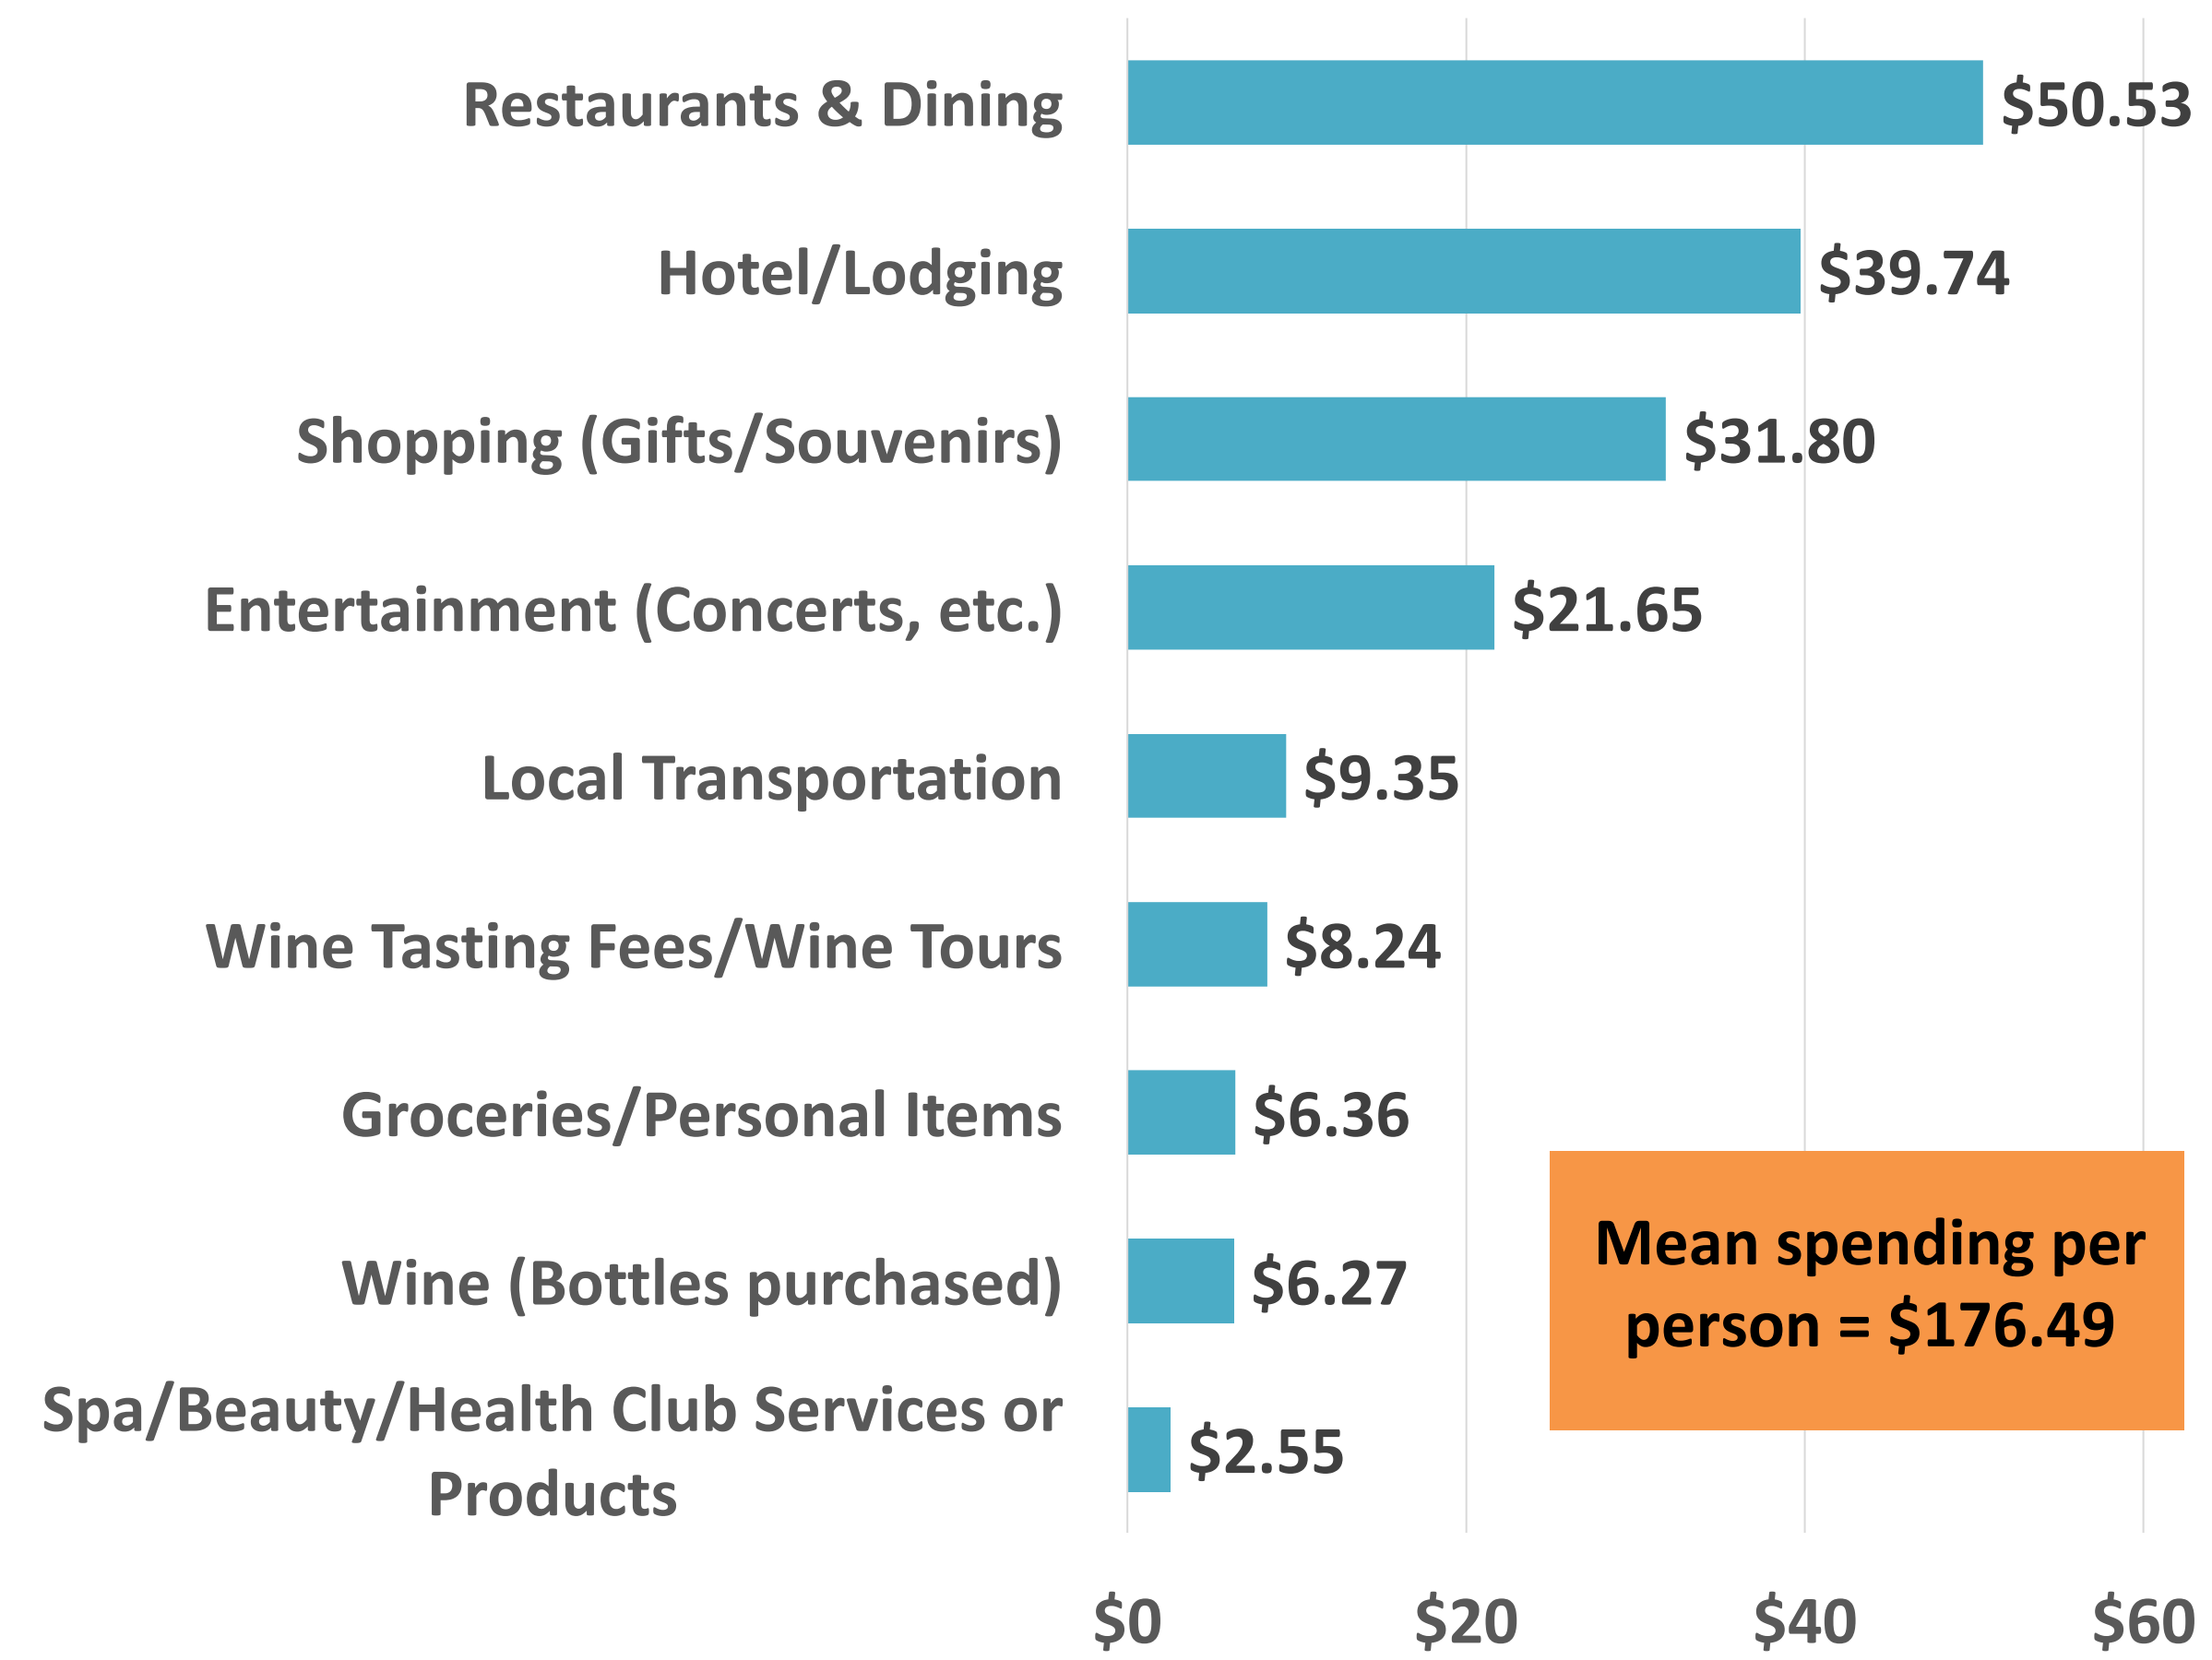 Restaurants & Dining $50.53
Hotel/Lodging $39.74
Shopping (Gifts/Souvenirs) $31.80
Entertainment (Concerts, etc.) $21.65
Local Transportation $9.35
Wine Tasting Fees/Wine Tours $8.24
Groceries/Personal Items $6.36
Wine (Bottles purchased) $6.27
Spa/Beauty/Health Club Services or
Products $2.55
Mean spending per
person = $176.49
$0 $20 $40 $60